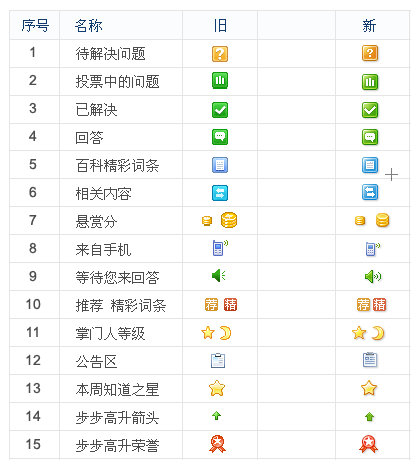 序号 名称 旧 新
1 待解决问题
2 投票中的问题
3 已解决
4 回答
5 百科精彩词条
6 相关内容
7 悬赏分
8 来自手机
9 等待您来回答
10 推荐 精彩词条 荐 精 荐 精
11 掌门人等级
12 公告区
13 本周知道之星
14 步步高升箭头
15 步步高升荣誉